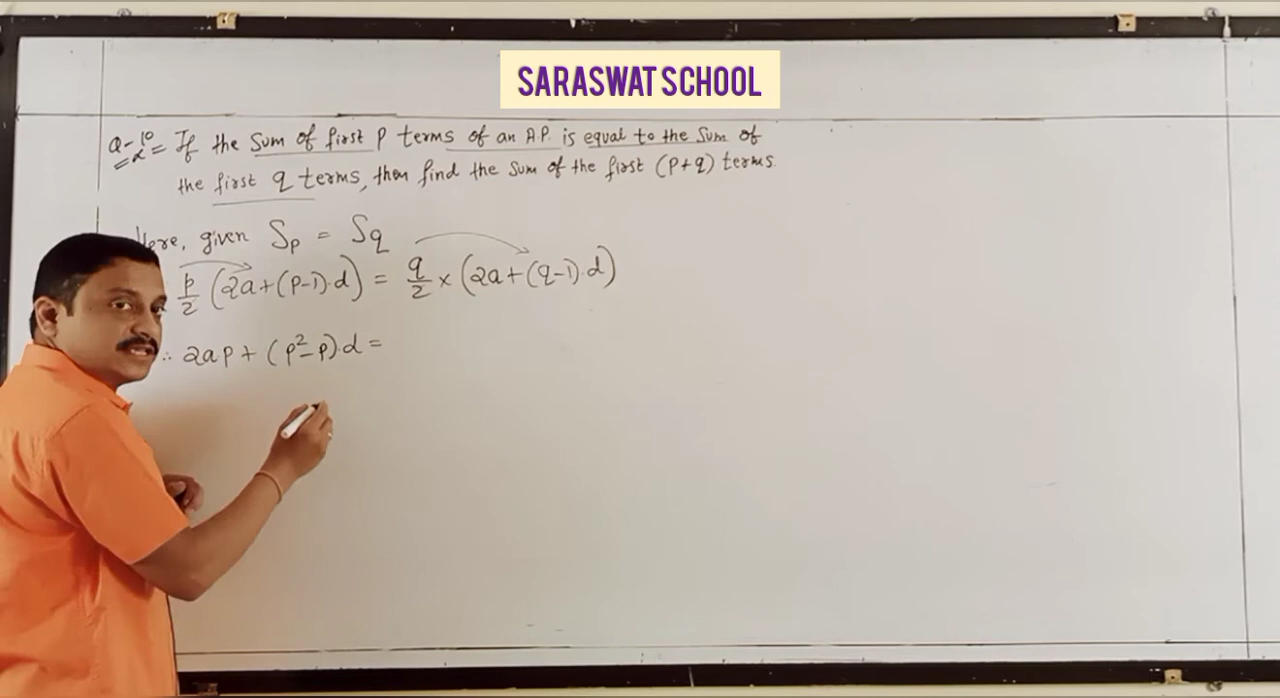 SARASWAT SCHOOL
Q-10 = If the sum of first P terms of an A.P. is equal to the sum of
the first q terms, then find the sum of the first (P+q) terms.
Here, given Sp = Sq
p/2 (2a+(p-1)·d) = q/2 × (2a+(q-1)·d)
∴ 2ap + (p²-p)·d =